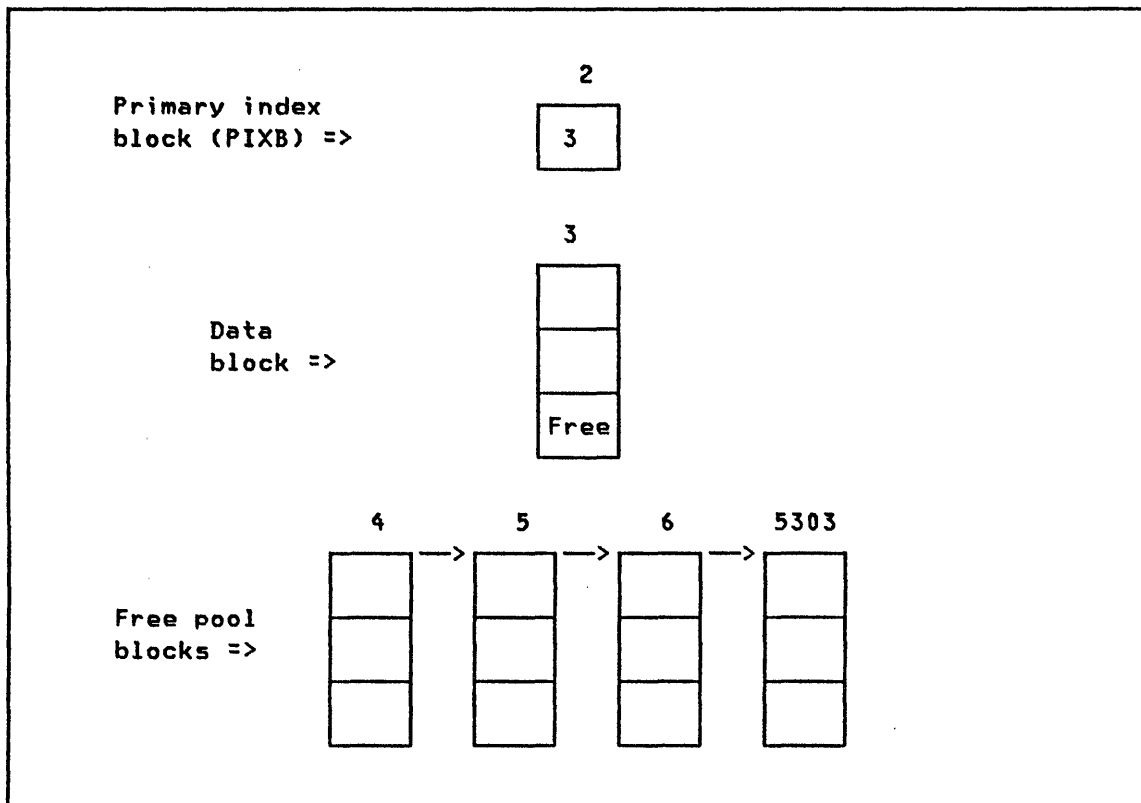 2
Primary index
block (PIXB) =>
3
3
Data
block =>
Free
4 —> 5 —> 6 —> 5303
Free pool
blocks =>